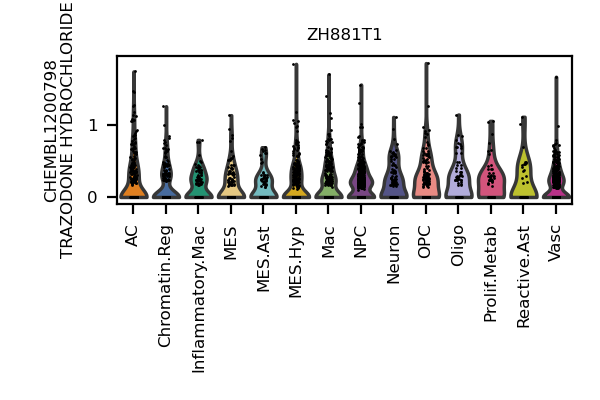 ZH881T1
CHEMBL1200798
TRAZODONE HYDROCHLORIDE
1
0
AC
Chromatin.Reg
Inflammatory.Mac
MES
MES.Ast
MES.Hyp
Mac
NPC
Neuron
OPC
Oligo
Prolif.Metab
Reactive.Ast
Vasc